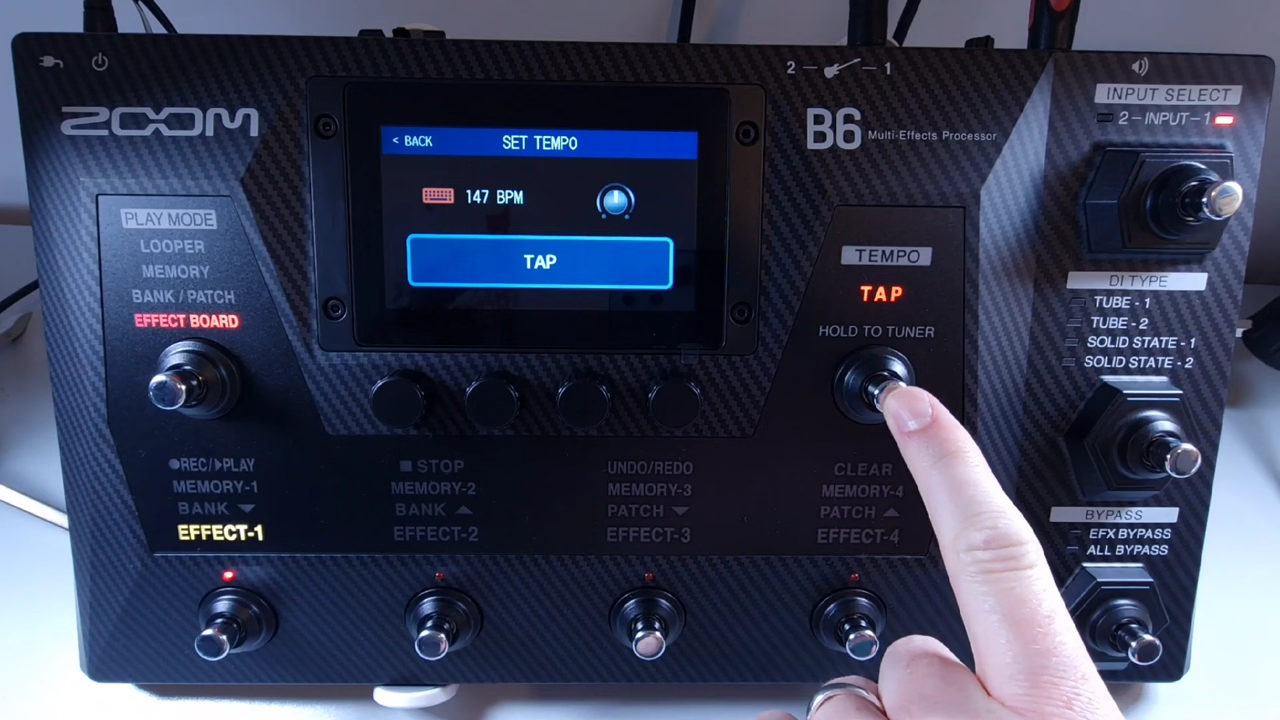 2 — 1
INPUT SELECT
2 – INPUT – 1
ZOOM
B6 Multi-Effects Processor
< BACK SET TEMPO
147 BPM
TAP
PLAY MODE
LOOPER
MEMORY
BANK / PATCH
EFFECT BOARD
TEMPO
TAP
HOLD TO TUNER
DI TYPE
TUBE - 1
TUBE - 2
SOLID STATE - 1
SOLID STATE - 2
●REC/▶PLAY
MEMORY-1
BANK ▼
EFFECT-1
■ STOP
MEMORY-2
BANK ▲
EFFECT-2
UNDO/REDO
MEMORY-3
PATCH ▼
EFFECT-3
CLEAR
MEMORY-4
PATCH ▲
EFFECT-4
BYPASS
EFX BYPASS
ALL BYPASS